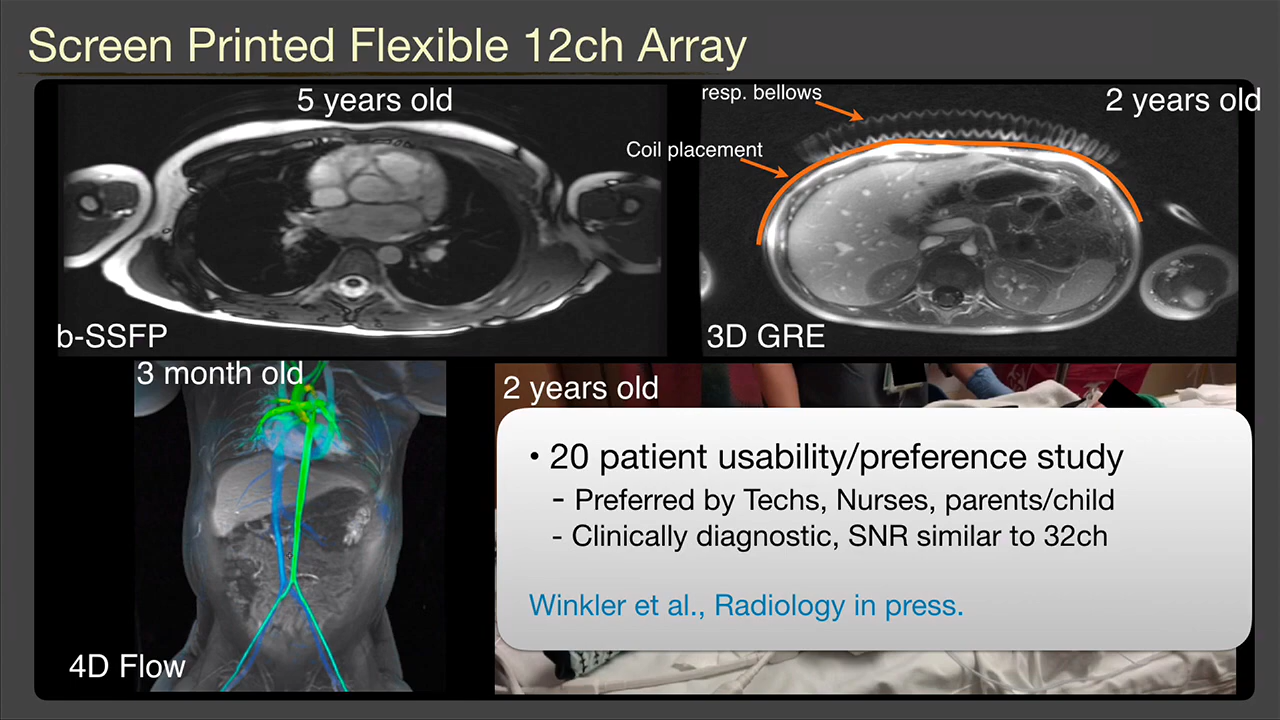 Screen Printed Flexible 12ch Array
5 years old
resp. bellows
2 years old
Coil placement
b-SSFP
3D GRE
3 month old
2 years old
• 20 patient usability/preference study
- Preferred by Techs, Nurses, parents/child
- Clinically diagnostic, SNR similar to 32ch
Winkler et al., Radiology in press.
4D Flow